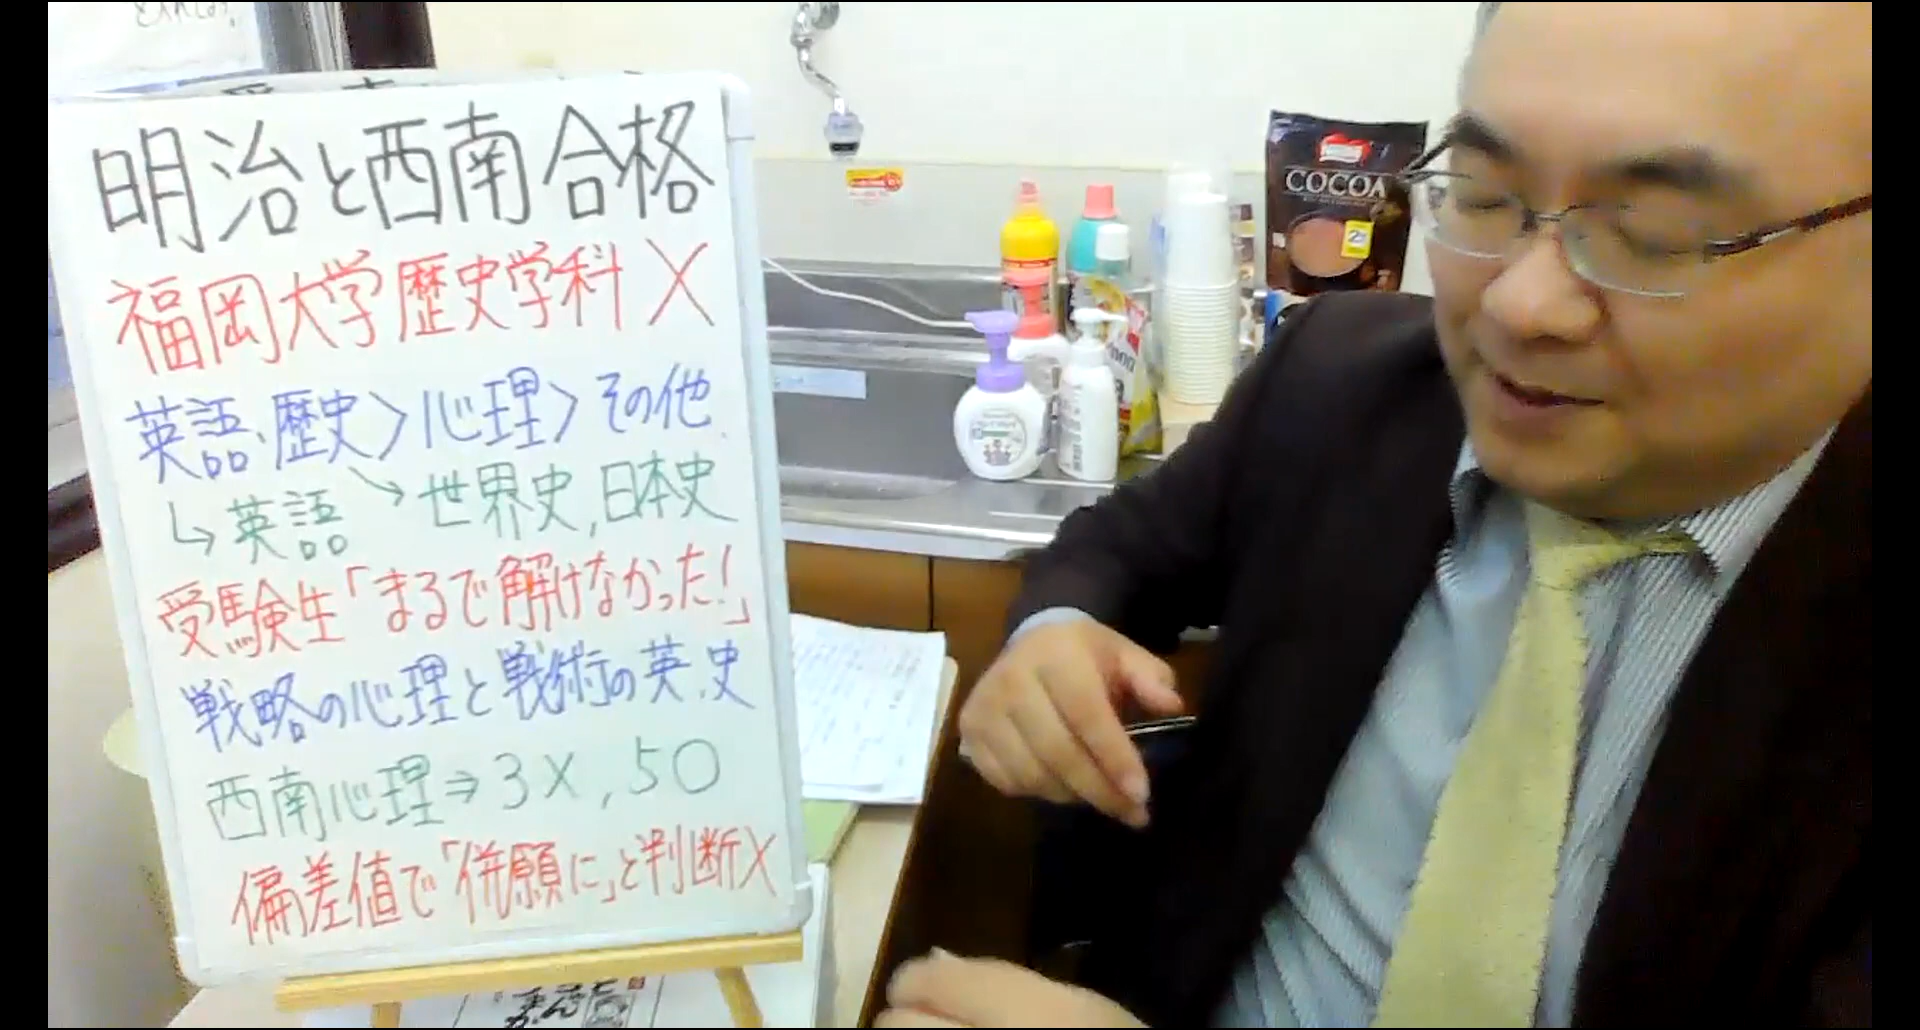 明治と西南合格
福岡大学歴史学科 X
英語、歴史>心理>その他
↳英語 ↘世界史,日本史
受験生「まるで解けなかった!」
戦略の心理と戦術の英、史
西南心理⇒3X,50
偏差値で「併願に」と判断X
COCOA